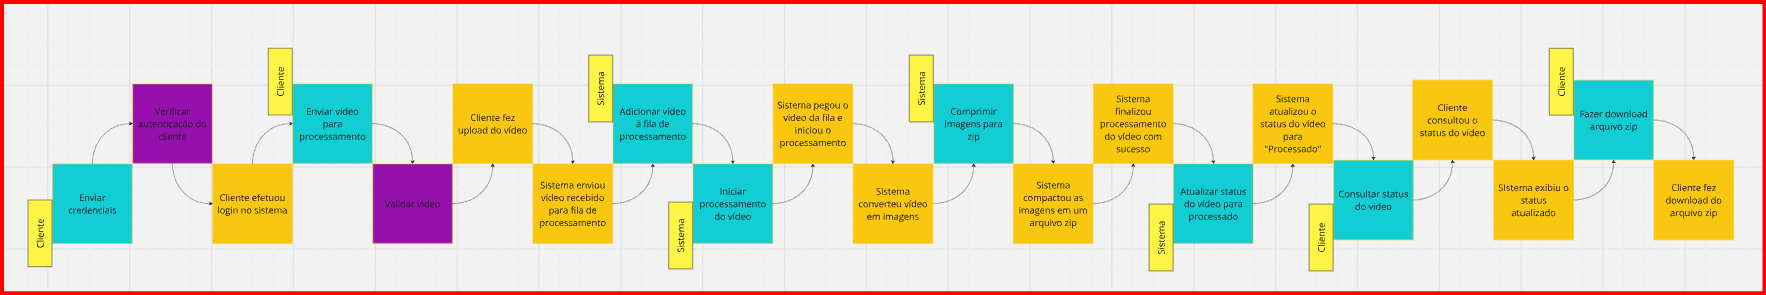 Cliente
Enviar
credenciais
Verificar
autenticação do
cliente
Cliente efetuou
login no sistema
Cliente
Enviar video
para
processamento
Validar video
Cliente fez
upload do vídeo
Sistema enviou
vídeo recebido
para fila de
processamento
Sistema
Adicionar vídeo
á fila de
processamento
Sistema
Iniciar
processamento
do vídeo
Sistema pegou o
video da fila e
iniciou o
processamento
Sistema
converteu vídeo
em imagens
Sistema
Comprimir
imagens para
zip
Sistema
compactou as
imagens em um
arquivo zip
Sistema
finalizou
processamento
do vídeo com
sucesso
Sistema
Atualizar status
do vídeo para
processado
Sistema
atualizou o
status do vídeo
para
"Processado"
Cliente
Consultar status
do video
Cliente
consultou o
status do vídeo
SIstema exibiu o
status
atualizado
Cliente
Fazer download
arquivo zip
Cliente fez
download do
arquivo zip